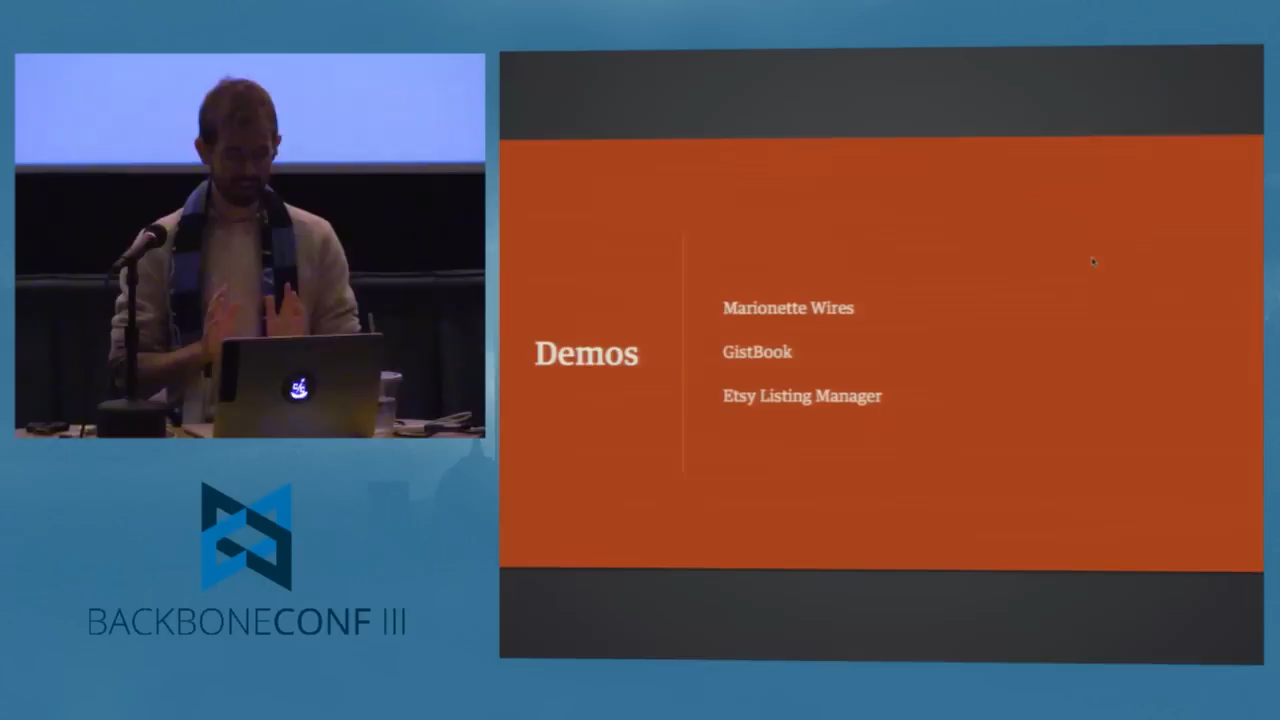 Demos
Marionette Wires
GistBook
Etsy Listing Manager
BACKBONECONF III